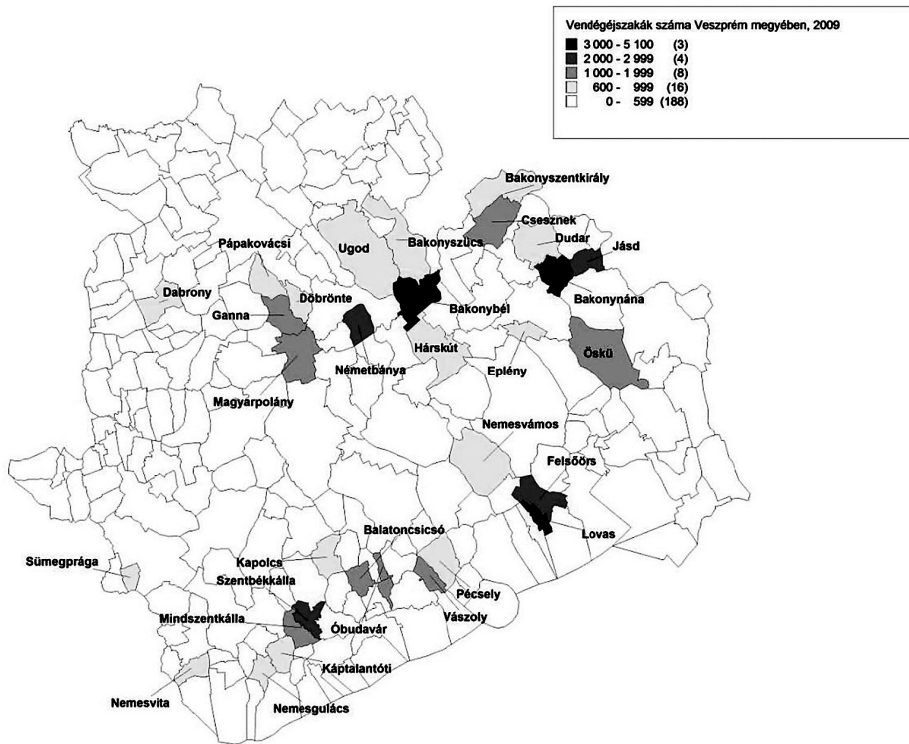 Vendégéjszakák száma Veszprém megyében, 2009
3 000 - 5 100 (3)
2 000 - 2 999 (4)
1 000 - 1 999 (8)
600 - 999 (16)
0 - 599 (188)
Bakonyszentkirály
Csesznek
Dudar
Jásd
Ugod
Bakonyszücs
Pápakovácsi
Dabrony
Döbrönte
Bakonynána
Bakonybél
Ganna
Hárskút
Öskü
Németbánya
Eplény
Magyarpolány
Nemesvámos
Felsőörs
Balatoncsicsó
Lovas
Kapolcs
Sümegprága
Szentbékkálla
Pécsely
Mindszentkálla
Vászoly
Óbudavár
Káptalantóti
Nemesvita
Nemesgulács